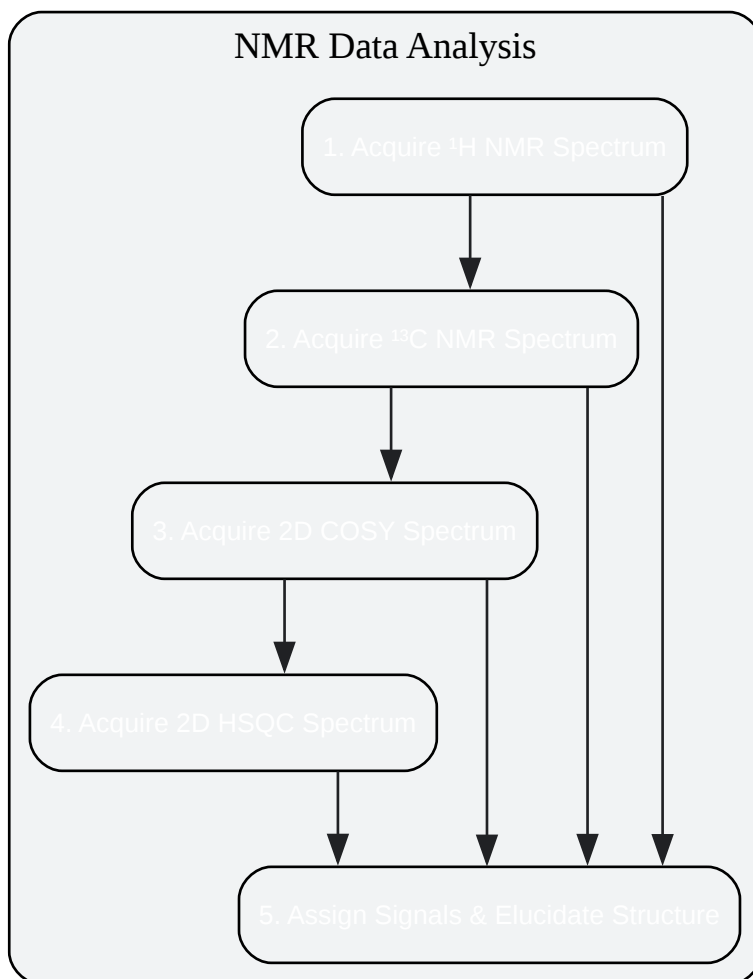 NMR Data Analysis
1. Acquire ¹H NMR Spectrum
2. Acquire ¹³C NMR Spectrum
3. Acquire 2D COSY Spectrum
4. Acquire 2D HSQC Spectrum
5. Assign Signals & Elucidate Structure